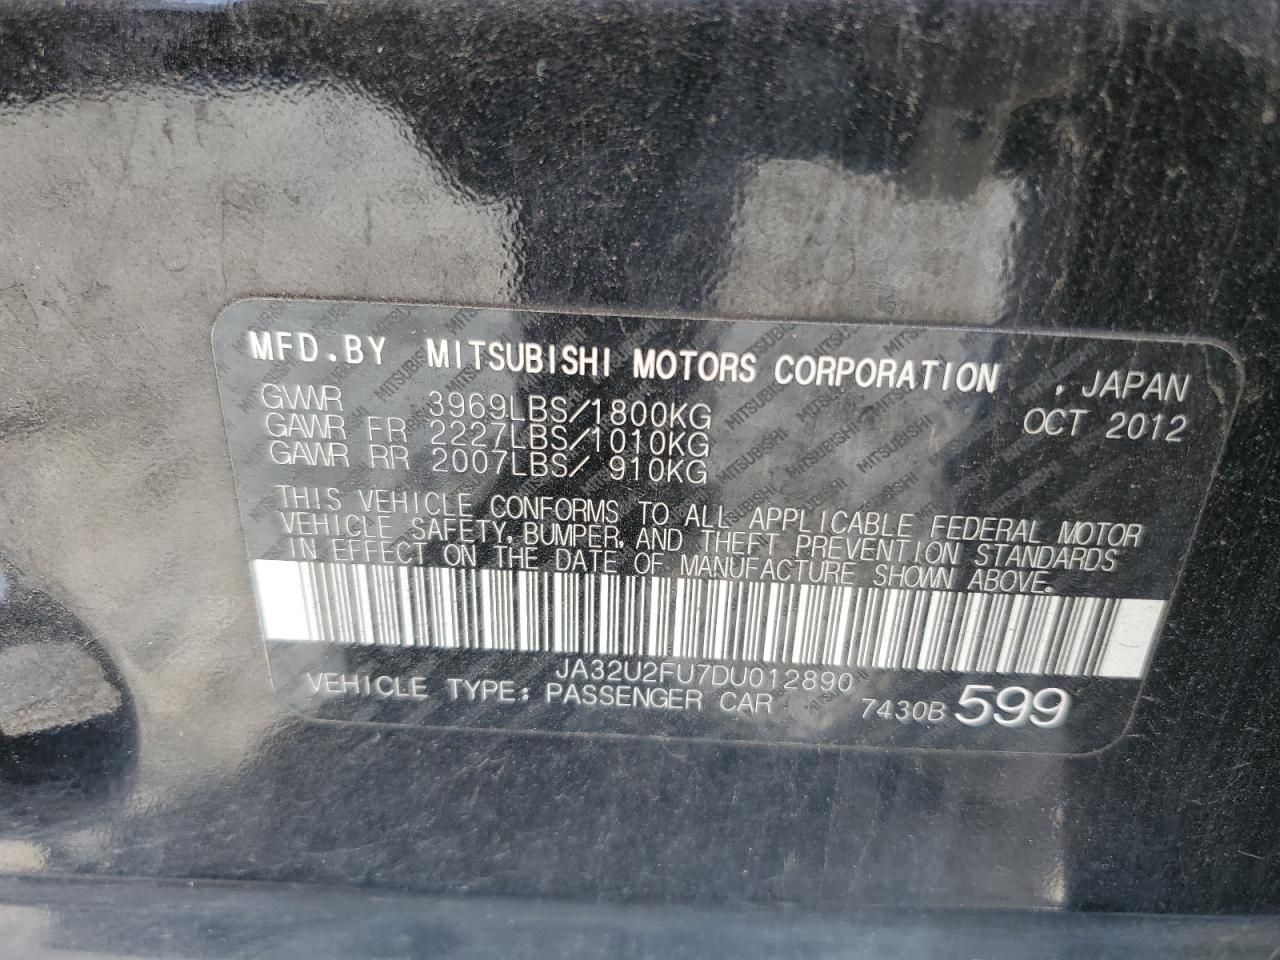 MFD.BY MITSUBISHI MOTORS CORPORATION , JAPAN
GVWR 3969LBS/1800KG OCT 2012
GAWR FR 2227LBS/1010KG
GAWR RR 2007LBS/ 910KG
THIS VEHICLE CONFORMS TO ALL APPLICABLE FEDERAL MOTOR
VEHICLE SAFETY, BUMPER, AND THEFT PREVENTION STANDARDS
IN EFFECT ON THE DATE OF MANUFACTURE SHOWN ABOVE.
JA32U2FU7DU012890
VEHICLE TYPE: PASSENGER CAR 7430B 599